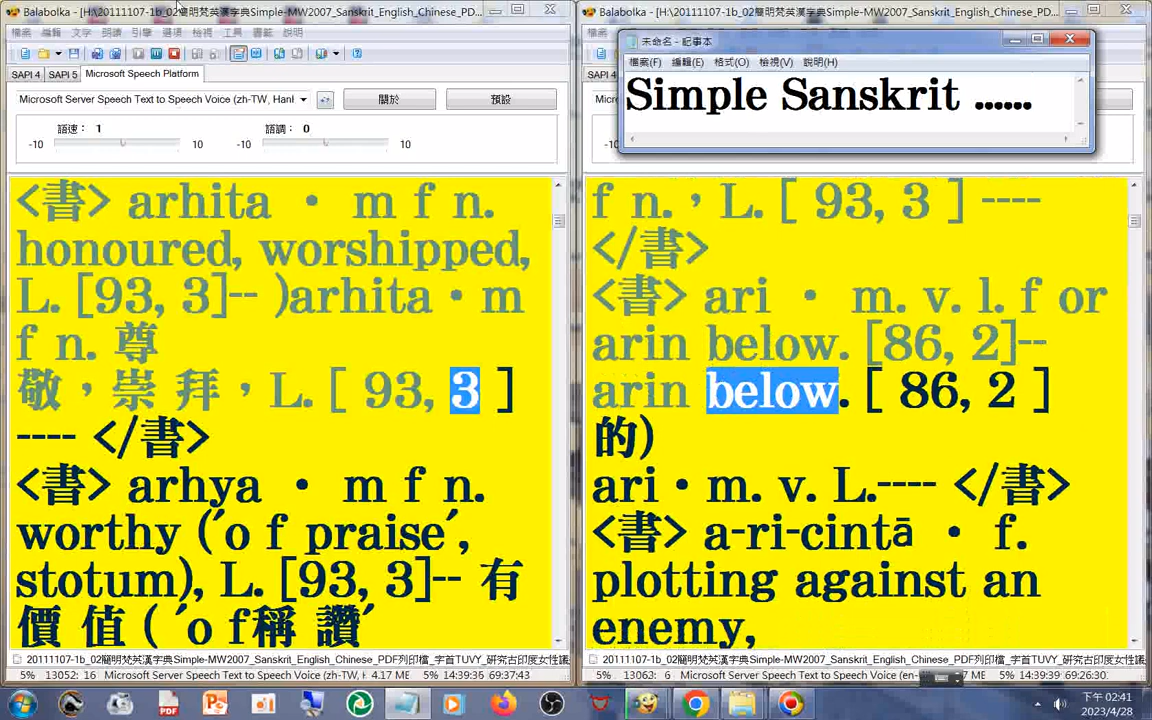 Balabolka - [H:\20111107-1b_02簡明梵英漢字典Simple-MW2007_Sanskrit_English_Chinese_PD...
檔案 編輯 文字 朗讀 引擎 選項 檢視 工具 書籤 說明
SAPI 4 SAPI 5 Microsoft Speech Platform
Microsoft Server Speech Text to Speech Voice (zh-TW, Hanl 關於 預設
語速： 1 語調： 0
-10 10 -10 10
<書> arhita ‧ m f n.
honoured, worshipped,
L. [93, 3]-- )arhita‧m
f n. 尊
敬，崇 拜，L. [ 93, 3 ]
---- </書>
<書> arhya ‧ m f n.
worthy (′o f praise′,
stotum), L. [93, 3]-- 有
價 值 ( ′o f稱 讚′
20111107-1b_02簡明梵英漢字典Simple-MW2007_Sanskrit_English_Chinese_PDF列印檔_字首TUVY_研究古印度女性議
5% 13052: 16 Microsoft Server Speech Text to Speech Voice (zh-TW, H 4.17 ME 5% 14:39:36 69:37:43
Balabolka - [H:\20111107-1b_02簡明梵英漢字典Simple-MW2007_Sanskrit_English_Chinese_PD...
檔案
SAPI 4
Micr
-10
未命名 - 記事本
檔案(F) 編輯(E) 格式(O) 檢視(V) 說明(H)
Simple Sanskrit ......
f n.，L. [ 93, 3 ] ----
</書>
<書> ari ‧ m. v. l. f or
arin below. [86, 2]--
arin below. [ 86, 2 ]
的)
ari‧m. v. L.---- </書>
<書> a-ri-cintā ‧ f.
plotting against an
enemy,
20111107-1b_02簡明梵英漢字典Simple-MW2007_Sanskrit_English_Chinese_PDF列印檔_字首TUVY_研究古印度女性議
5% 13063: 6 Microsoft Server Speech Text to Speech Voice (en- 4.17 ME 5% 14:39:39 69:26:30
下午 02:41
2023/4/28